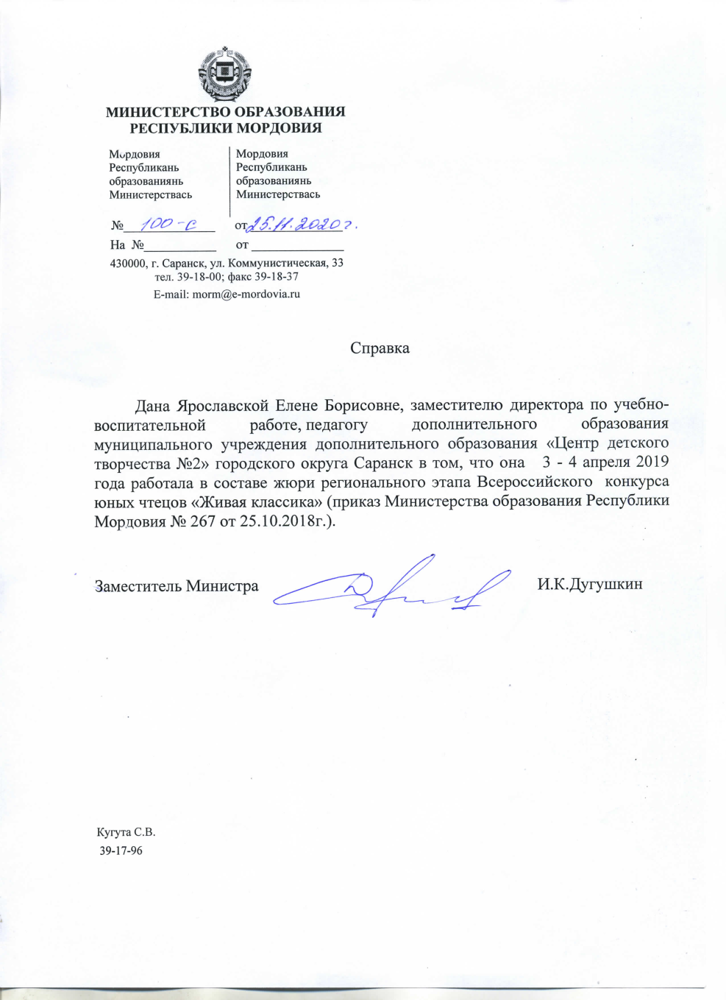 МИНИСТЕРСТВО ОБРАЗОВАНИЯ
РЕСПУБЛИКИ МОРДОВИЯ
Мордовия
Республикань
образованиянь
Министерствась
Мордовия
Республикань
образованиянь
Министерствась
№ 100-с от 25.11.2020 г.
На № ____________ от _______________
430000, г. Саранск, ул. Коммунистическая, 33
тел. 39-18-00; факс 39-18-37
E-mail: morm@e-mordovia.ru
Справка
Дана Ярославской Елене Борисовне, заместителю директора по учебно-
воспитательной работе, педагогу дополнительного образования
муниципального учреждения дополнительного образования «Центр детского
творчества №2» городского округа Саранск в том, что она 3 - 4 апреля 2019
года работала в составе жюри регионального этапа Всероссийского конкурса
юных чтецов «Живая классика» (приказ Министерства образования Республики
Мордовия № 267 от 25.10.2018г.).
Заместитель Министра И.К.Дугушкин
Кугута С.В.
39-17-96